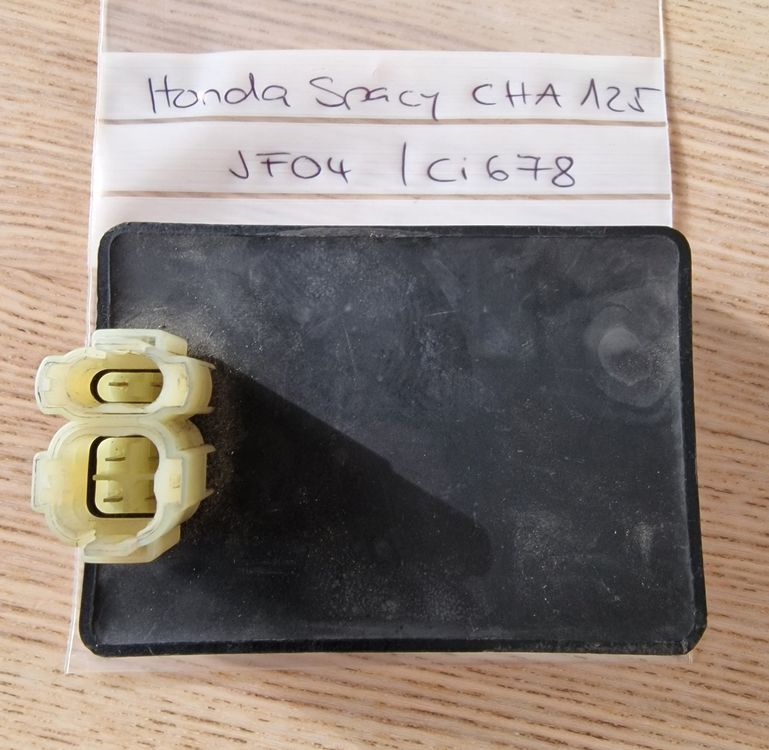 Honda Spacy CHA 125
JF04 / Ci678